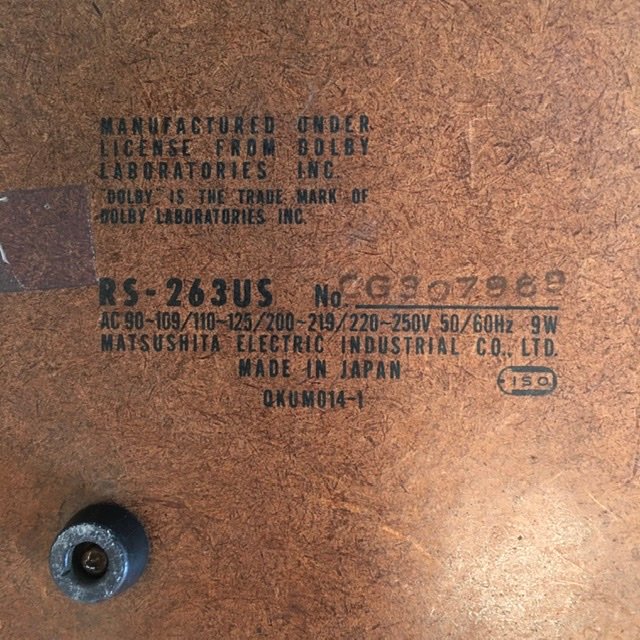 MANUFACTURED UNDER
LICENSE FROM DOLBY
LABORATORIES INC.
"DOLBY" IS THE TRADE MARK OF
DOLBY LABORATORIES INC.
RS-263US No. CG307969
AC 90~109/110~125/200~219/220~250V 50/60Hz 9W
MATSUSHITA ELECTRIC INDUSTRIAL CO., LTD.
MADE IN JAPAN
ISO
QKUM014-1